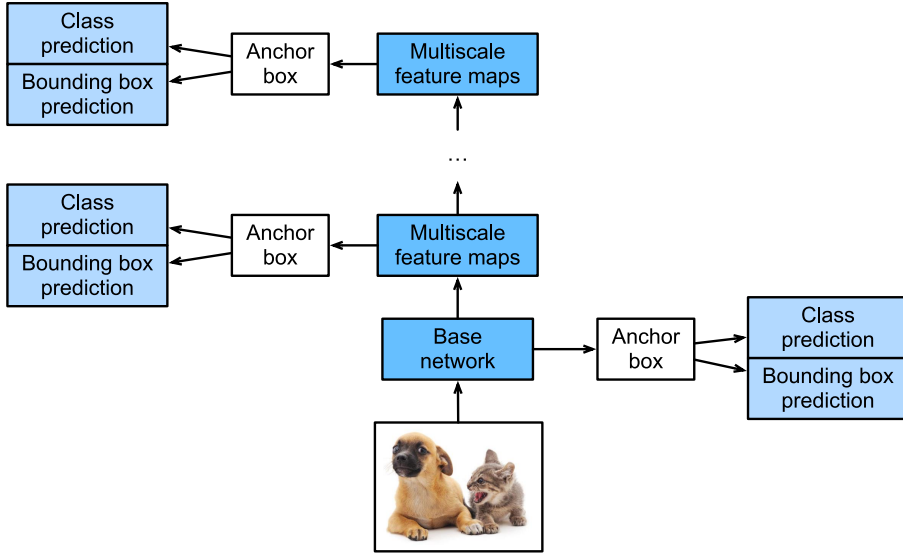 Class
prediction
Bounding box
prediction
Anchor
box
Multiscale
feature maps
...
Class
prediction
Bounding box
prediction
Anchor
box
Multiscale
feature maps
Base
network
Anchor
box
Class
prediction
Bounding box
prediction